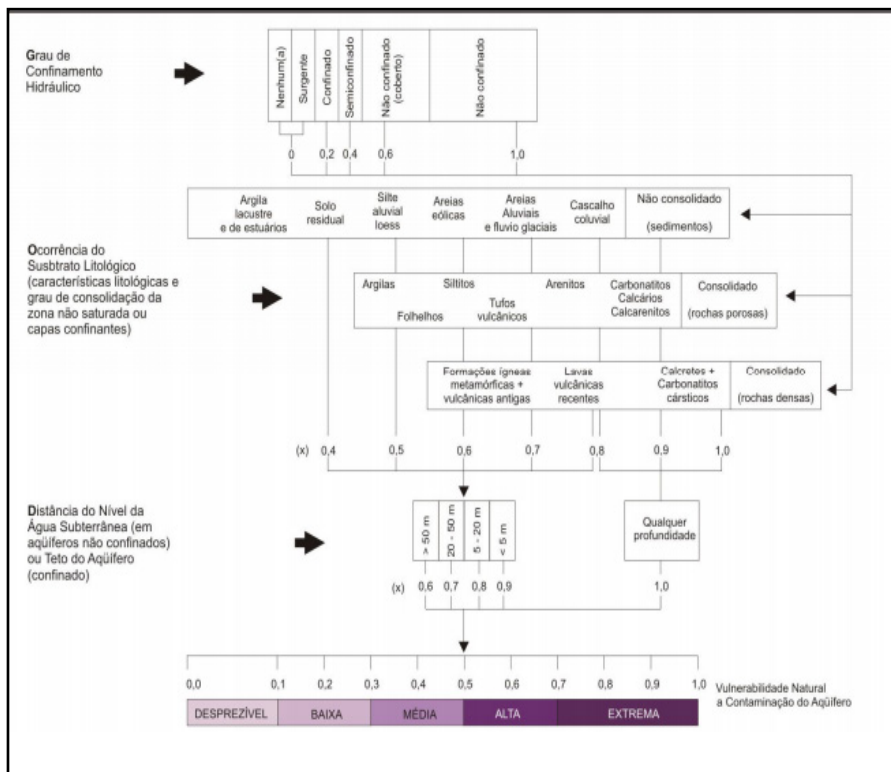 Grau de
Confinamento
Hidráulico
Nenhum(a)
Surgente
Confinado
Semiconfinado
Não confinado
(coberto)
Não confinado
0
0,2
0,4
0,6
1,0
Argila
lacustre
e de estuários
Solo
residual
Silte
aluvial
loess
Areias
eólicas
Areias
Aluviais
e fluvio glaciais
Cascalho
coluvial
Não consolidado
(sedimentos)
Ocorrência do
Susbtrato Litológico
(características litológicas e
grau de consolidação da
zona não saturada ou
capas confinantes)
Argilas
Folhelhos
Siltitos
Tufos
vulcânicos
Arenitos
Carbonatitos
Calcários
Calcarenitos
Consolidado
(rochas porosas)
Formações ígneas
metamórficas +
vulcânicas antigas
Lavas
vulcânicas
recentes
Calcretes +
Carbonatitos
cársticos
Consolidado
(rochas densas)
(x) 0,4 0,5 0,6 0,7 0,8 0,9 1,0
Distância do Nível da
Água Subterrânea (em
aqüíferos não confinados)
ou Teto do Aqüífero
(confinado)
> 50 m
20 - 50 m
5 - 20 m
< 5 m
Qualquer
profundidade
(x) 0,6 0,7 0,8 0,9 1,0
0,0 0,1 0,2 0,3 0,4 0,5 0,6 0,7 0,8 0,9 1,0
Vulnerabilidade Natural
a Contaminação do Aqüífero
DESPREZÍVEL BAIXA MÉDIA ALTA EXTREMA